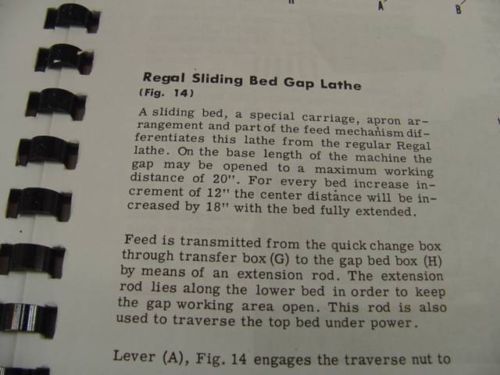 A
B
Regal Sliding Bed Gap Lathe
(Fig. 14)
A sliding bed, a special carriage, apron ar-
rangement and part of the feed mechanism dif-
ferentiates this lathe from the regular Regal
lathe. On the base length of the machine the
gap may be opened to a maximum working
distance of 20". For every bed increase in-
crement of 12" the center distance will be in-
creased by 18" with the bed fully extended.
Feed is transmitted from the quick change box
through transfer box (G) to the gap bed box (H)
by means of an extension rod. The extension
rod lies along the lower bed in order to keep
the gap working area open. This rod is also
used to traverse the top bed under power.
Lever (A), Fig. 14 engages the traverse nut to